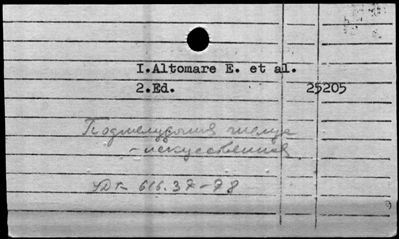 I.Altomare E. et al.
2.Ed. 25205
Поджелудочная железа
- искусственная
УДК 616.37-78